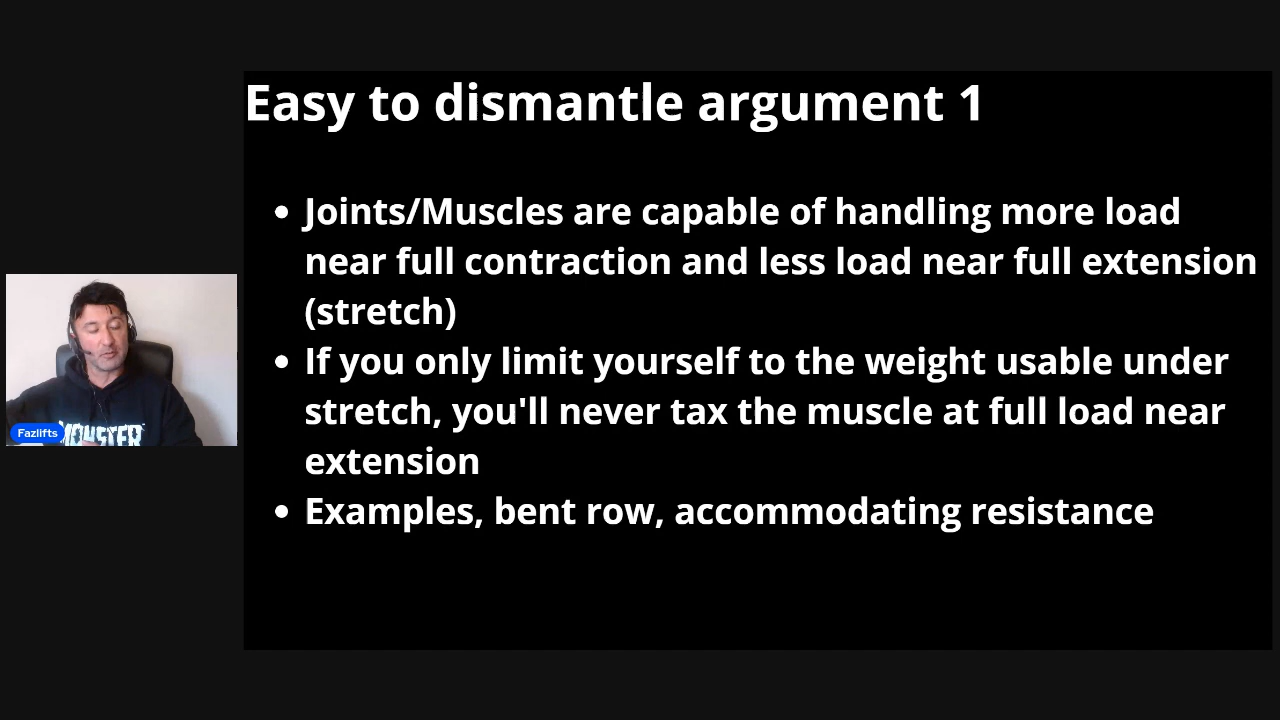 Easy to dismantle argument 1
Joints/Muscles are capable of handling more load
near full contraction and less load near full extension
(stretch)
If you only limit yourself to the weight usable under
stretch, you'll never tax the muscle at full load near
extension
Examples, bent row, accommodating resistance
Fazlifts
MONSTER